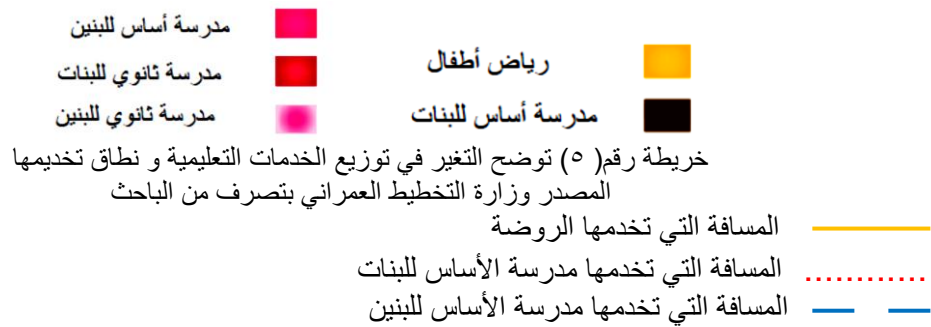 رياض أطفال
مدرسة أساس للبنات
مدرسة أساس للبنين
مدرسة ثانوي للبنات
مدرسة ثانوي للبنين
خريطة رقم( ٥) توضح التغير في توزيع الخدمات التعليمية و نطاق تخديمها
المصدر وزارة التخطيط العمراني بتصرف من الباحث
المسافة التي تخدمها الروضة
المسافة التي تخدمها مدرسة الأساس للبنات
المسافة التي تخدمها مدرسة الأساس للبنين